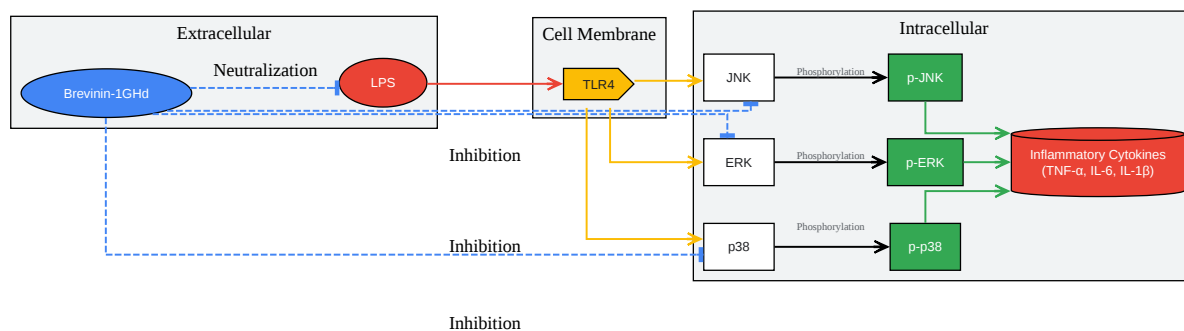 Extracellular
Cell Membrane
Intracellular
Neutralization
Brevinin-1GHd
LPS
TLR4
JNK
Phosphorylation
p-JNK
Inhibition
ERK
Phosphorylation
p-ERK
Inflammatory Cytokines
(TNF-α, IL-6, IL-1β)
Inhibition
p38
Phosphorylation
p-p38
Inhibition